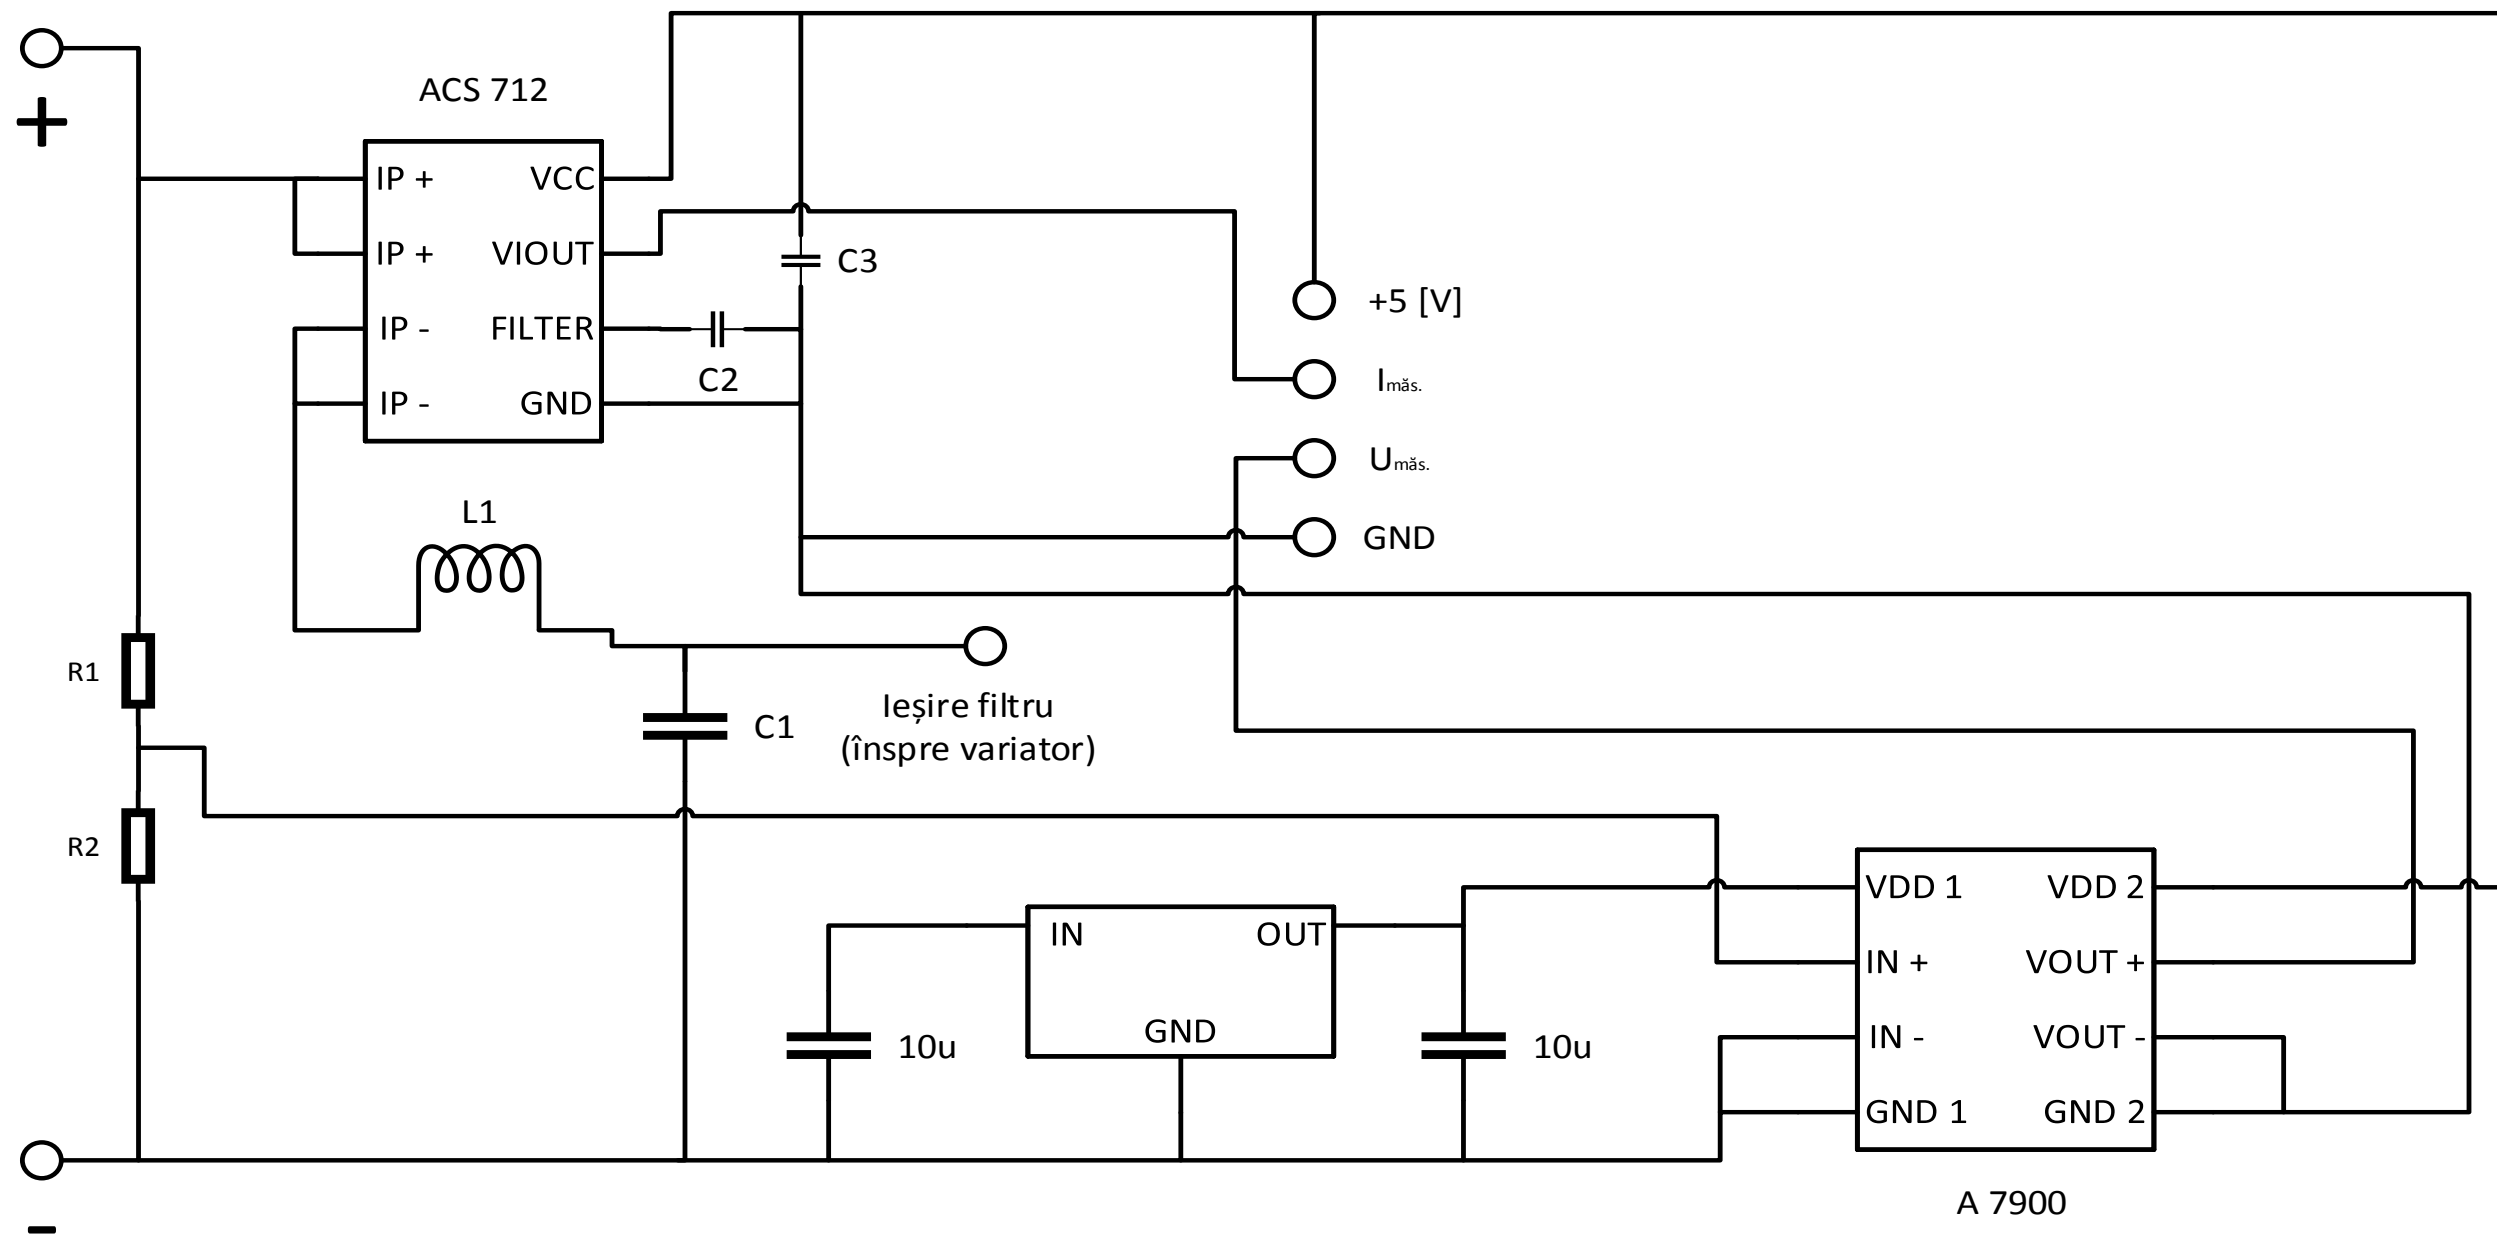 +
ACS 712
IP +
VCC
IP +
VIOUT
IP -
FILTER
IP -
GND
C3
C2
+5 [V]
Imăs.
Umăs.
GND
L1
R1
Ieșire filtru
(înspre variator)
C1
R2
IN
OUT
GND
10u
10u
VDD 1
VDD 2
IN +
VOUT +
IN -
VOUT -
GND 1
GND 2
A 7900
-